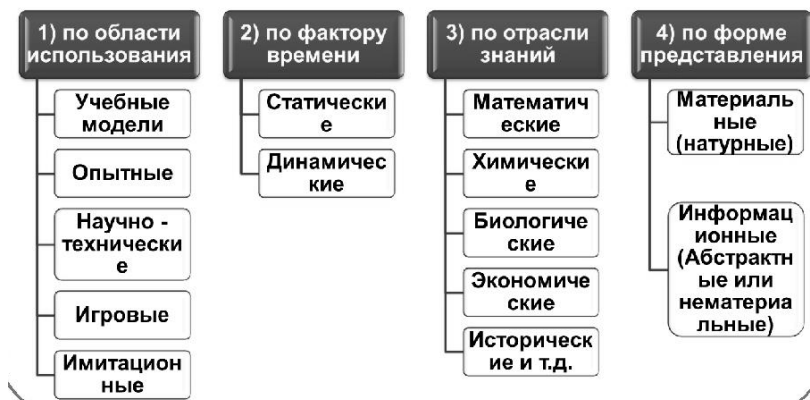 1) по области
использования
Учебные
модели
Опытные
Научно -
технически
е
Игровые
Имитацион
ные
2) по фактору
времени
Статически
е
Динамичес
кие
3) по отрасли
знаний
Математич
еские
Химически
е
Биологиче
ские
Экономиче
ские
Историческ
ие и т.д.
4) по форме
представления
Материаль
ные
(натурные)
Информац
ионные
(Абстрактн
ые или
нематериа
льные)